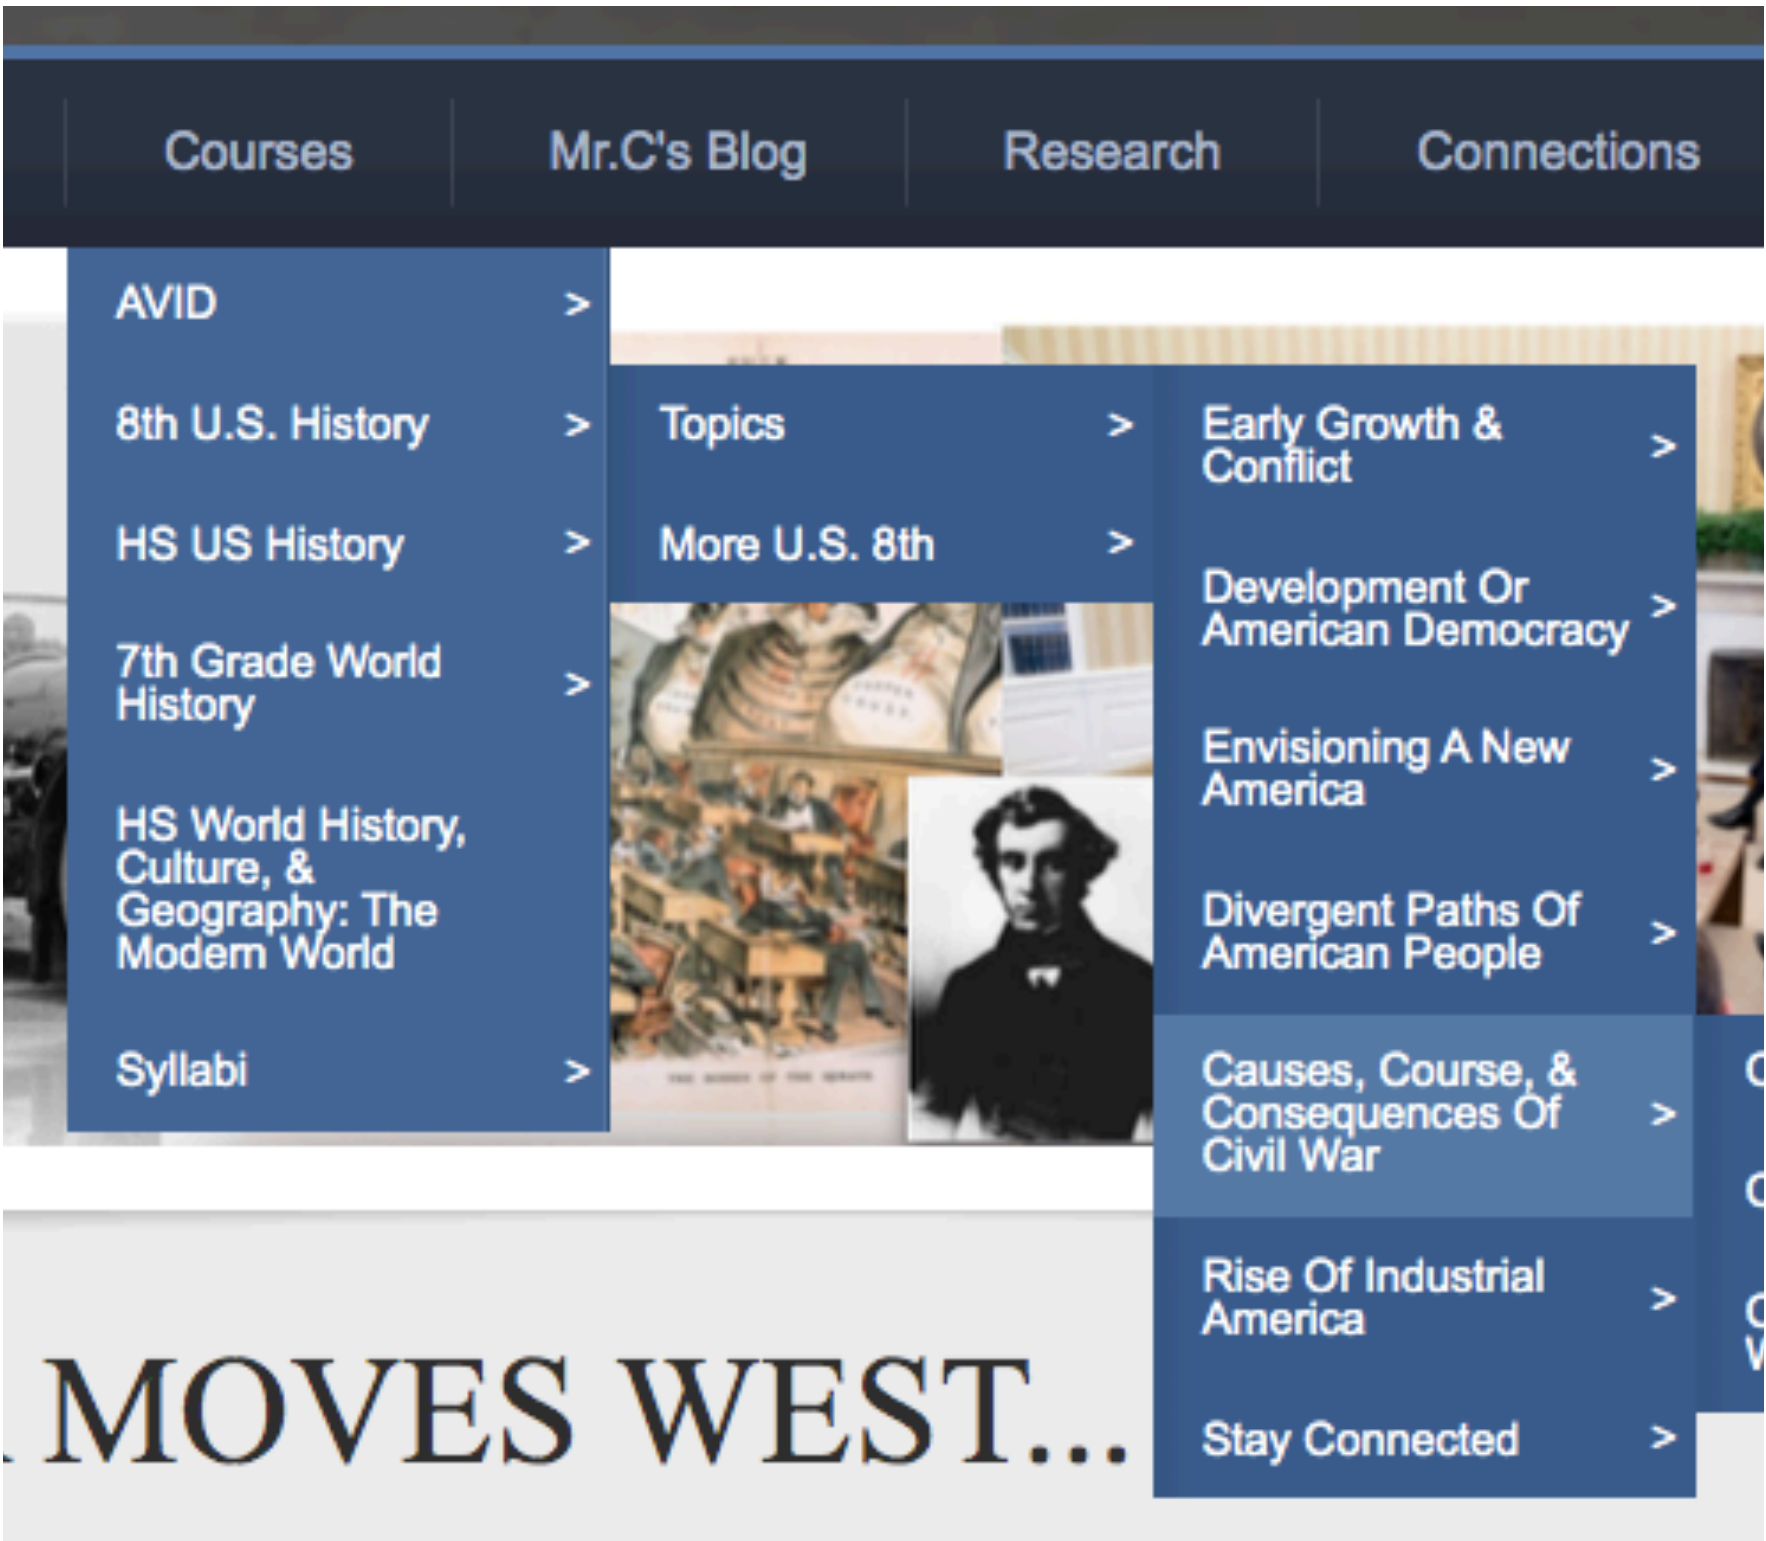 Courses
Mr.C's Blog
Research
Connections
AVID >
8th U.S. History >
HS US History >
7th Grade World
History >
HS World History,
Culture, &
Geography: The
Modern World
Syllabi >
Topics >
More U.S. 8th >
Early Growth &
Conflict >
Development Or
American Democracy >
Envisioning A New
America >
Divergent Paths Of
American People >
Causes, Course, &
Consequences Of
Civil War >
Rise Of Industrial
America >
Stay Connected >
MOVES WEST...